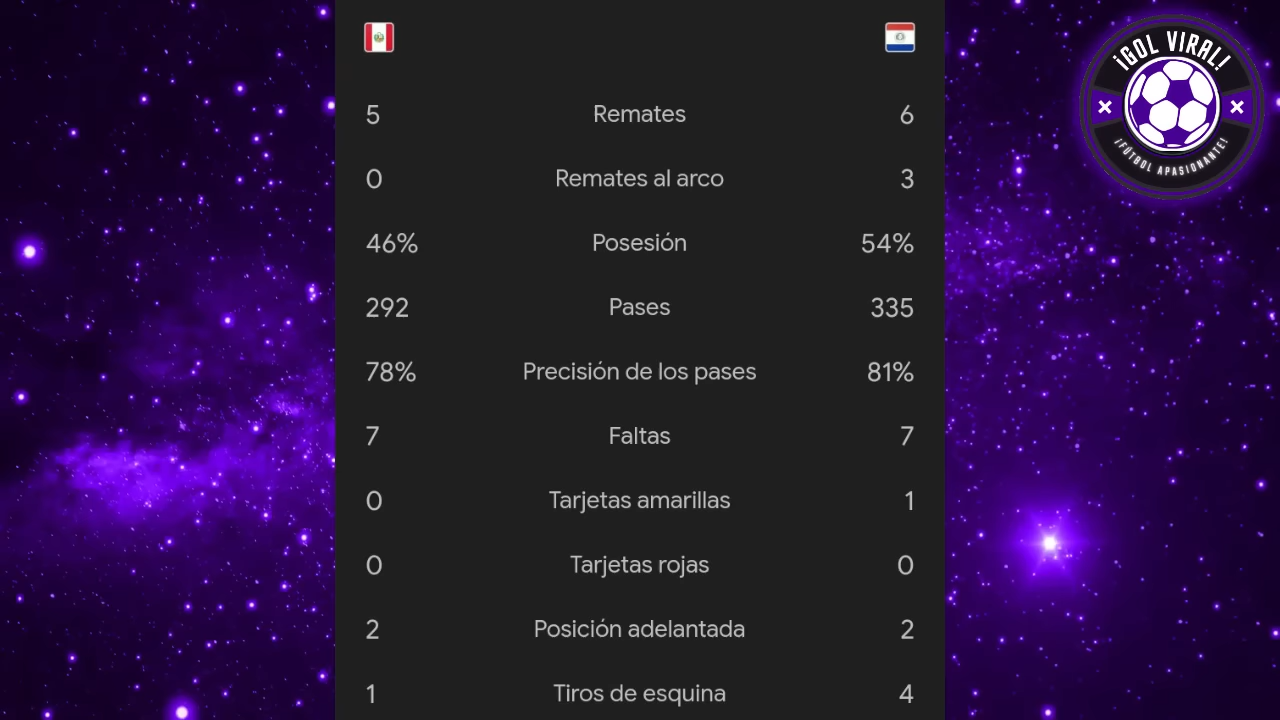 ¡GOL VIRAL!
¡FÚTBOL APASIONANTE!
5 Remates 6
0 Remates al arco 3
46% Posesión 54%
292 Pases 335
78% Precisión de los pases 81%
7 Faltas 7
0 Tarjetas amarillas 1
0 Tarjetas rojas 0
2 Posición adelantada 2
1 Tiros de esquina 4